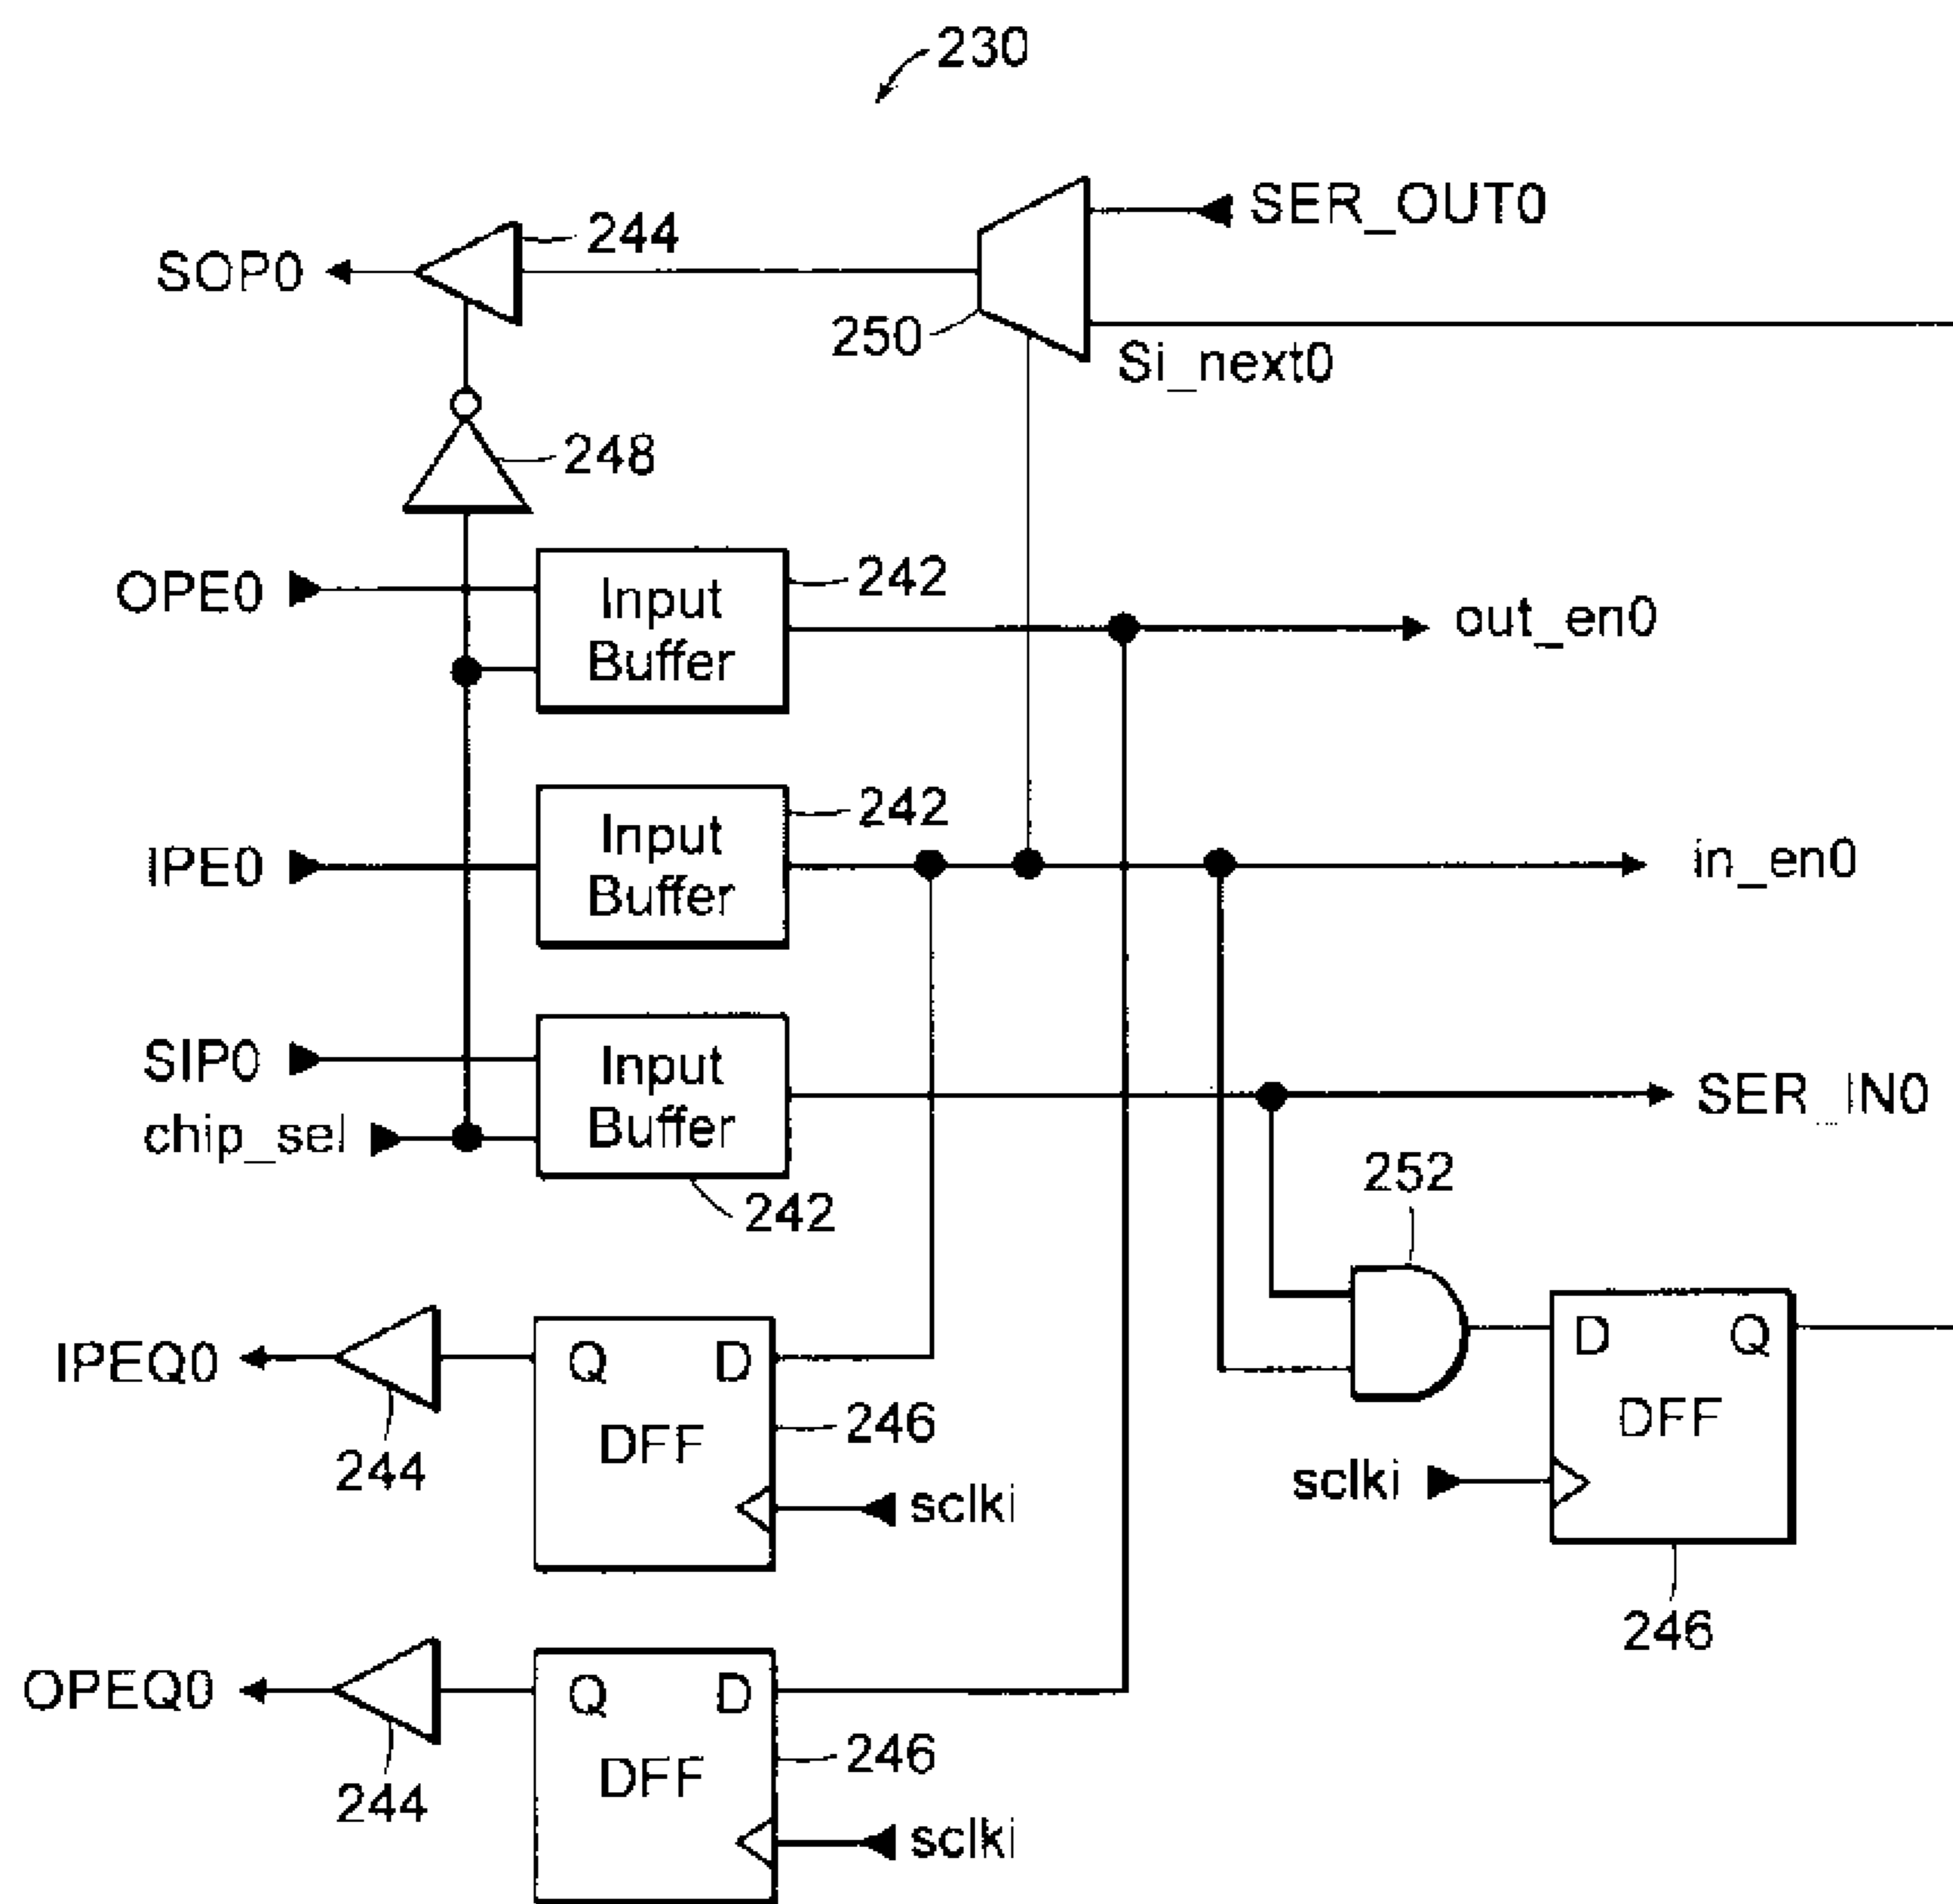 230
SER_OUT0
244
SOP0
250
Si_next0
248
OPE0
Input
Buffer
242
out_en0
IPE0
Input
Buffer
242
in_en0
SIP0
Input
Buffer
SER_IN0
chip_sel
242
252
IPEQ0
Q
D
D
Q
DFF
246
DFF
244
sclki
sclki
246
OPEQ0
Q
D
DFF
246
244
sclki